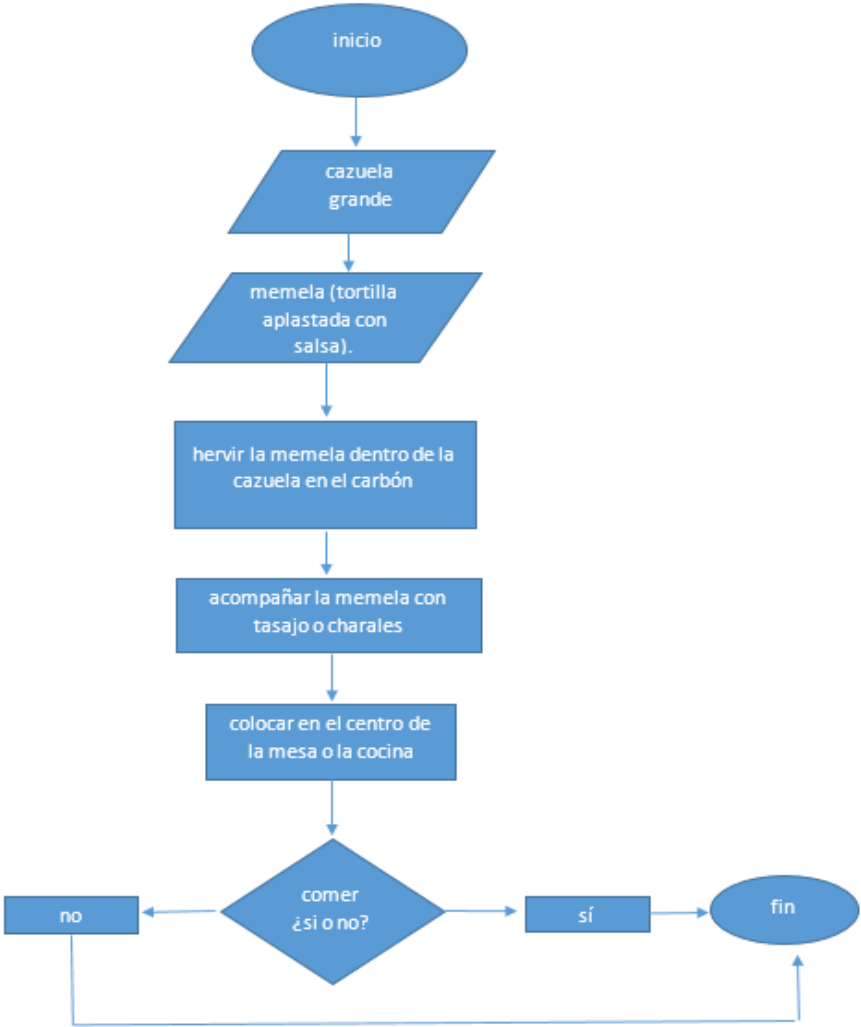 inicio
cazuela
grande
memela (tortilla
aplastada con
salsa).
hervir la memela dentro de la
cazuela en el carbón
acompañar la memela con
tasajo o charales
colocar en el centro de
la mesa o la cocina
comer
¿si o no?
no
sí
fin